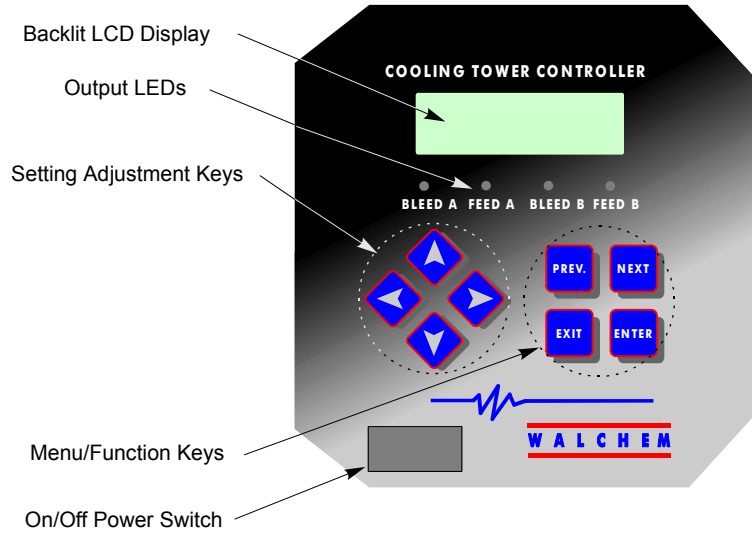 Backlit LCD Display
Output LEDs
Setting Adjustment Keys
Menu/Function Keys
On/Off Power Switch
COOLING TOWER CONTROLLER
BLEED A FEED A BLEED B FEED B
PREV. NEXT
EXIT ENTER
WALCHEM